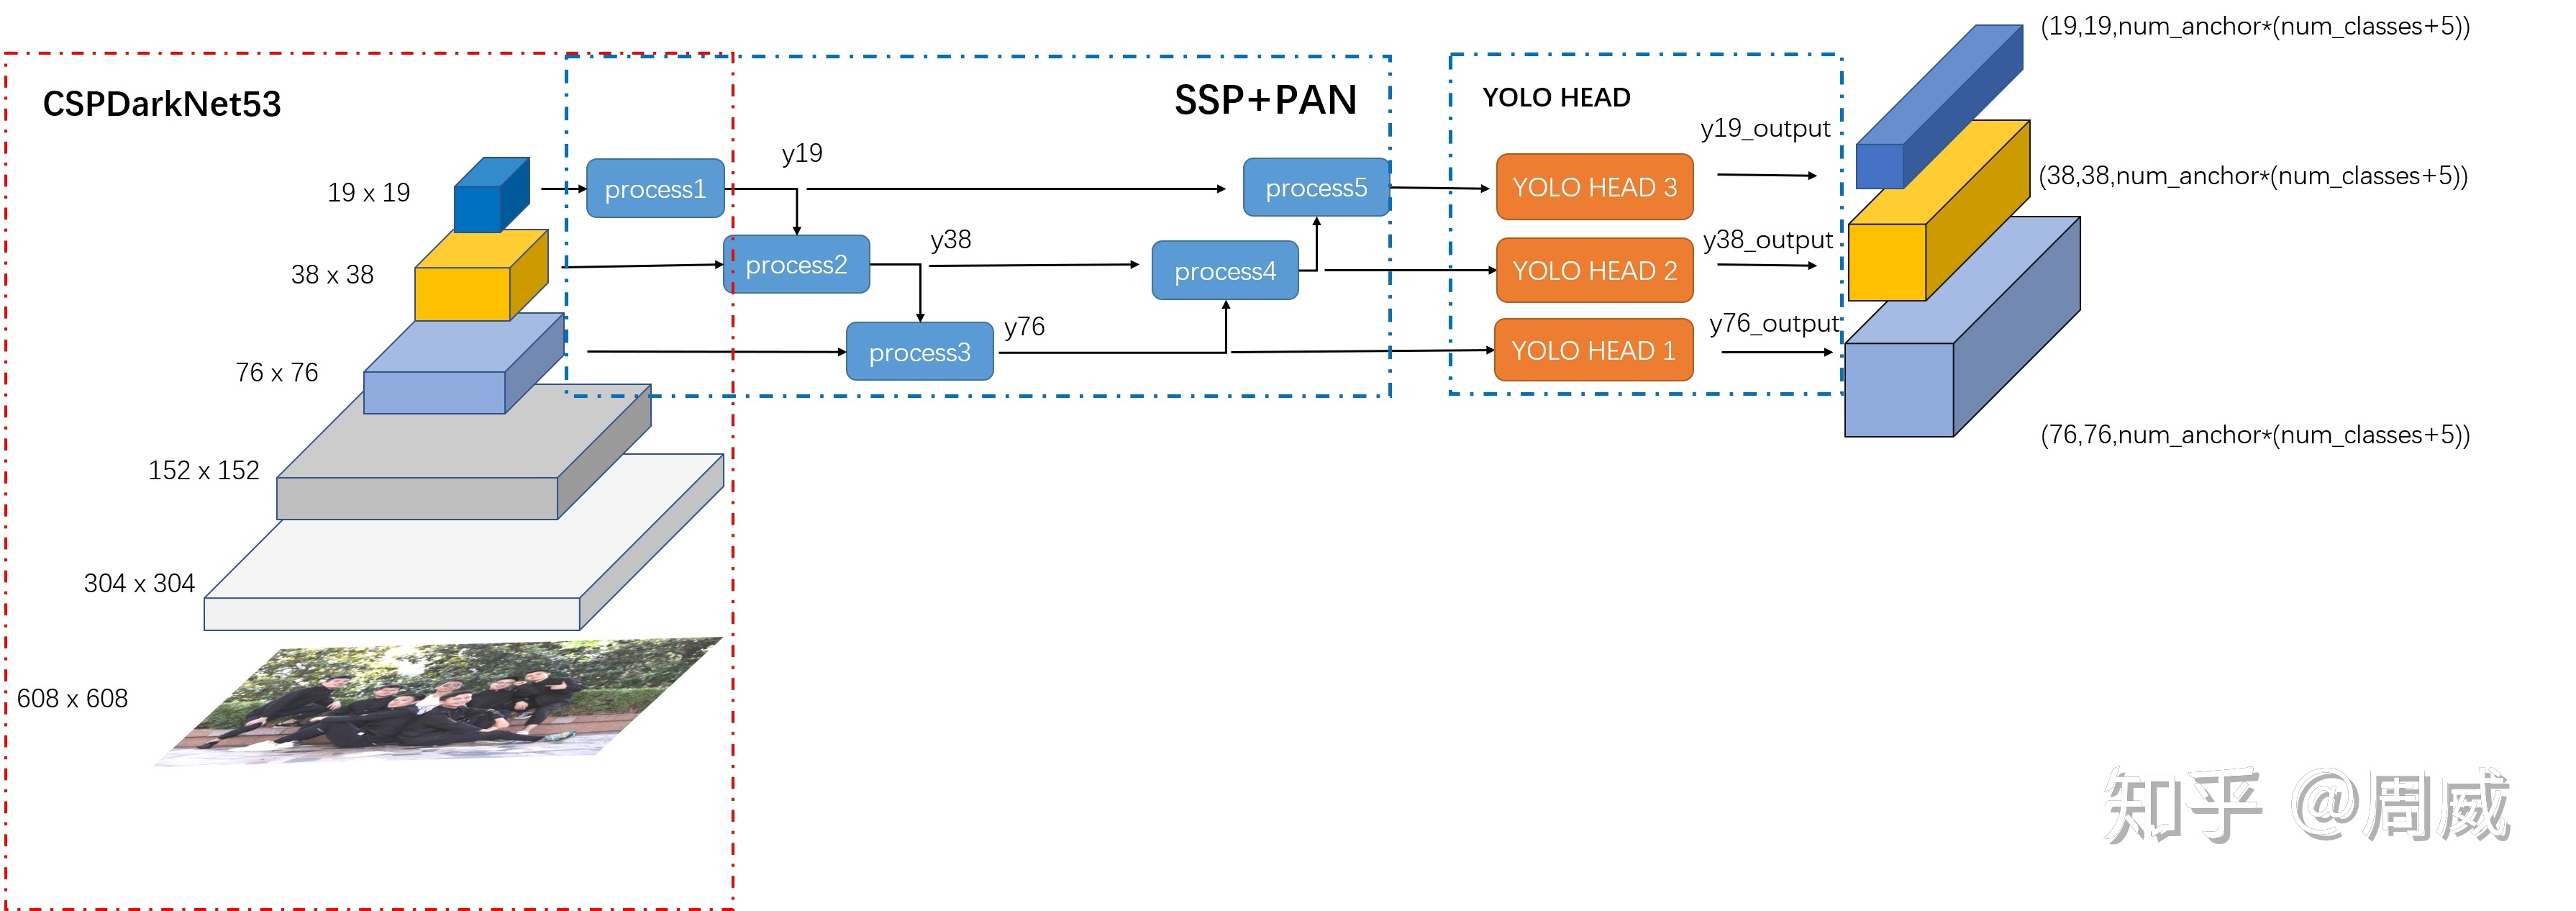 CSPDarkNet53
19 x 19
38 x 38
76 x 76
152 x 152
304 x 304
608 x 608
SSP+PAN
process1
y19
process5
process2
y38
process4
process3
y76
YOLO HEAD
YOLO HEAD 3
y19_output
YOLO HEAD 2
y38_output
YOLO HEAD 1
y76_output
(19,19,num_anchor*(num_classes+5))
(38,38,num_anchor*(num_classes+5))
(76,76,num_anchor*(num_classes+5))
知乎 @周威